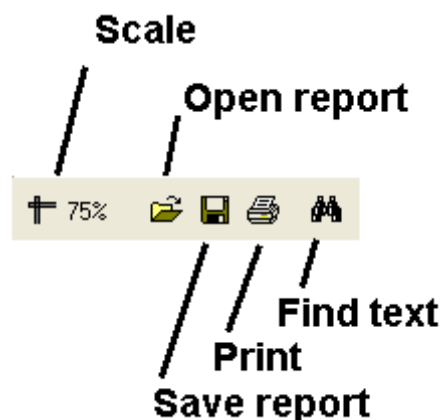 Scale
Open report
75%
Find text
Print
Save report